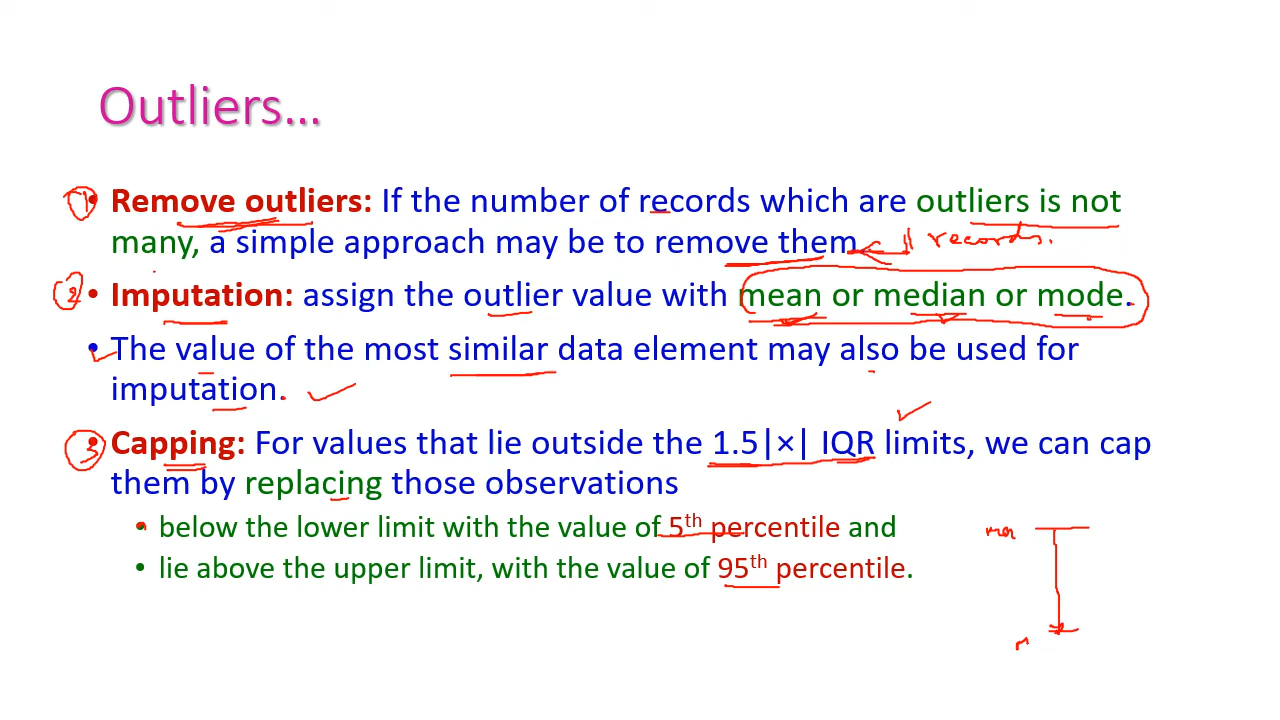 Outliers...
① • Remove outliers: If the number of records which are outliers is not
many, a simple approach may be to remove them records.
② • Imputation: assign the outlier value with mean or median or mode.
• The value of the most similar data element may also be used for
imputation.
③ • Capping: For values that lie outside the 1.5|×| IQR limits, we can cap
them by replacing those observations
• below the lower limit with the value of 5th percentile and
• lie above the upper limit, with the value of 95th percentile.